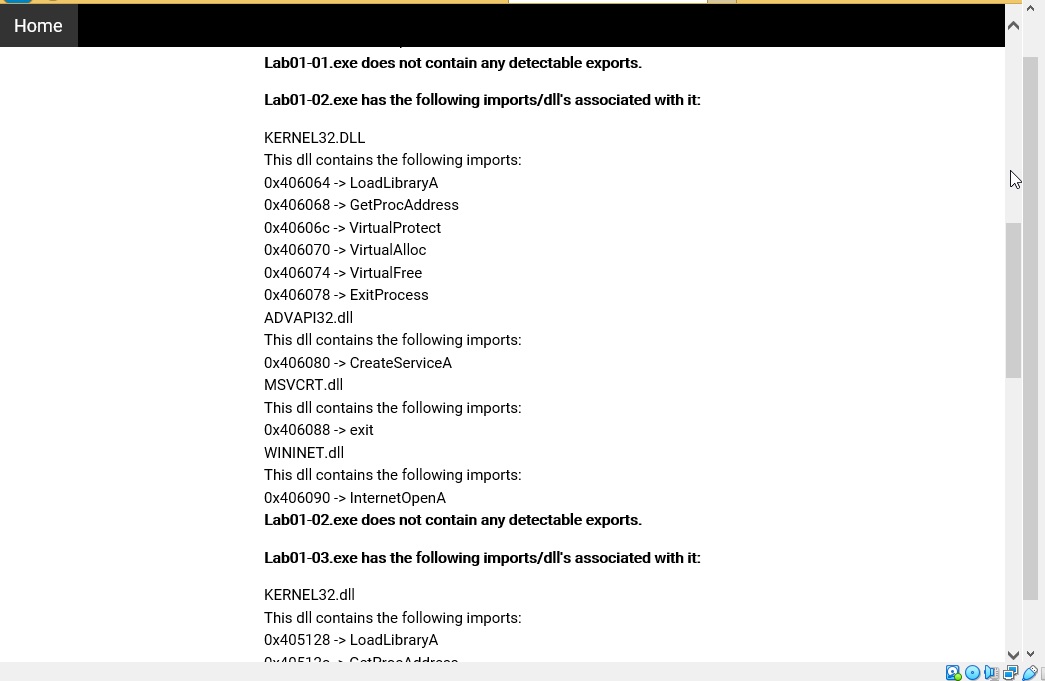 Home
Lab01-01.exe does not contain any detectable exports.
Lab01-02.exe has the following imports/dll's associated with it:
KERNEL32.DLL
This dll contains the following imports:
0x406064 -> LoadLibraryA
0x406068 -> GetProcAddress
0x40606c -> VirtualProtect
0x406070 -> VirtualAlloc
0x406074 -> VirtualFree
0x406078 -> ExitProcess
ADVAPI32.dll
This dll contains the following imports:
0x406080 -> CreateServiceA
MSVCRT.dll
This dll contains the following imports:
0x406088 -> exit
WININET.dll
This dll contains the following imports:
0x406090 -> InternetOpenA
Lab01-02.exe does not contain any detectable exports.
Lab01-03.exe has the following imports/dll's associated with it:
KERNEL32.dll
This dll contains the following imports:
0x405128 -> LoadLibraryA
0x40512c -> GetProcAddress